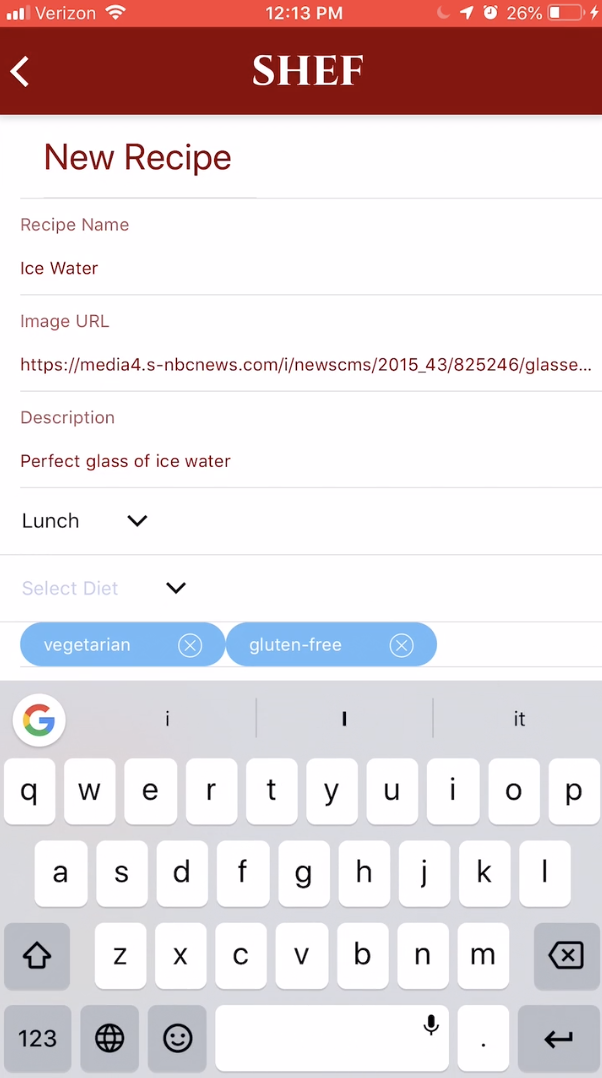 Verizon 12:13 PM 26%
SHEF
New Recipe
Recipe Name
Ice Water
Image URL
https://media4.s-nbcnews.com/i/newscms/2015_43/825246/glasse...
Description
Perfect glass of ice water
Lunch
Select Diet
vegetarian gluten-free
G i I it
q w e r t y u i o p
a s d f g h j k l
z x c v b n m
123 .